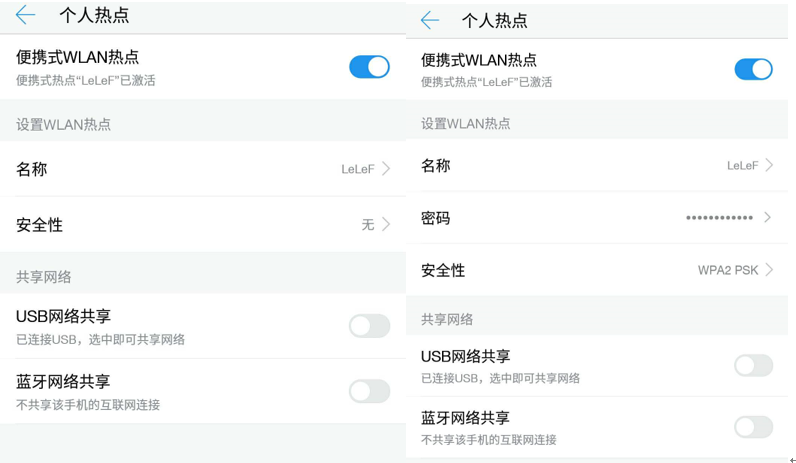 个人热点
便携式WLAN热点
便携式热点“LeLeF”已激活
设置WLAN热点
名称 LeLeF
安全性 无
共享网络
USB网络共享
已连接USB，选中即可共享网络
蓝牙网络共享
不共享该手机的互联网连接
个人热点
便携式WLAN热点
便携式热点“LeLeF”已激活
设置WLAN热点
名称 LeLeF
密码 ••••••••••••
安全性 WPA2 PSK
共享网络
USB网络共享
已连接USB，选中即可共享网络
蓝牙网络共享
不共享该手机的互联网连接